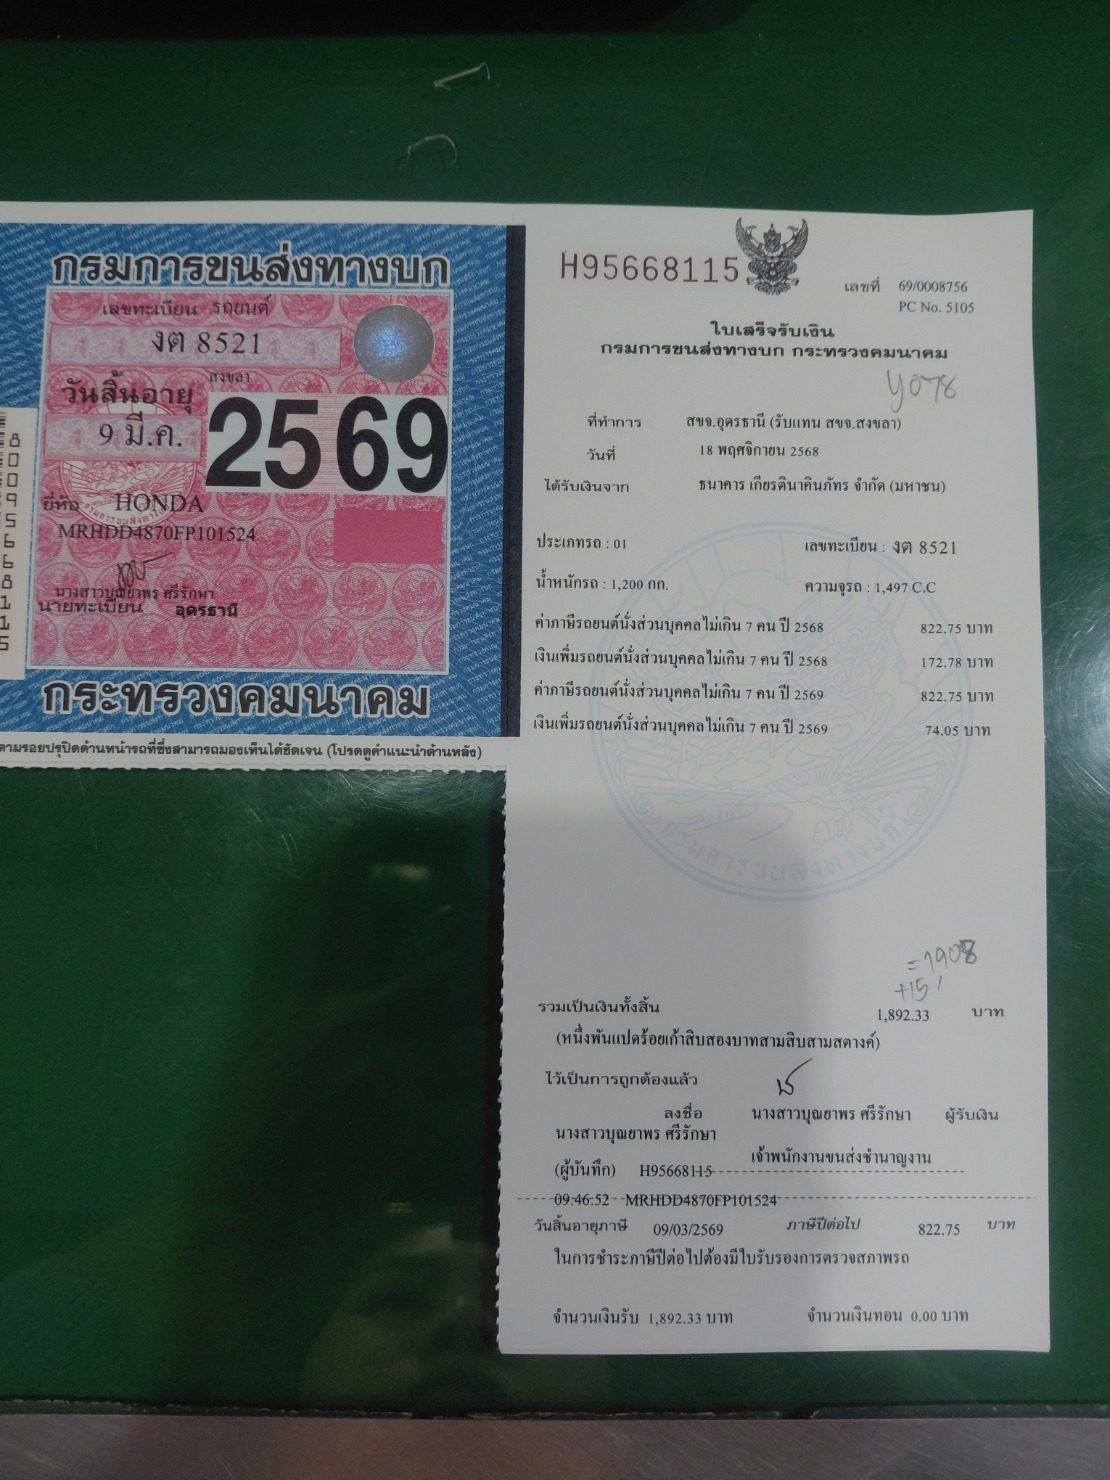 กรมการขนส่งทางบก
เลขทะเบียน รถยนต์
งต 8521
สงขลา
วันสิ้นอายุ
9 มี.ค.
2569
ยี่ห้อ HONDA
MRHDD4870FP101524
นางสาวบุณยาพร ศรีรักษา
นายทะเบียน อุดรธานี
กระทรวงคมนาคม
ตามรอยปรุปิดด้านหน้ารถที่ซึ่งสามารถมองเห็นได้ชัดเจน (โปรดดูคำแนะนำด้านหลัง)
H95668115
เลขที่ 69/0008756
PC No. 5105
ใบเสร็จรับเงิน
กรมการขนส่งทางบก กระทรวงคมนาคม
ที่ทำการ สขจ.อุดรธานี (รับแทน สขจ.สงขลา)
วันที่ 18 พฤศจิกายน 2568
ได้รับเงินจาก ธนาคาร เกียรตินาคินภัทร จำกัด (มหาชน)
ประเภทรถ : 01 เลขทะเบียน : งต 8521
น้ำหนักรถ : 1,200 กก. ความจุรถ : 1,497 C.C
ค่าภาษีรถยนต์นั่งส่วนบุคคลไม่เกิน 7 คน ปี 2568 822.75 บาท
เงินเพิ่มรถยนต์นั่งส่วนบุคคลไม่เกิน 7 คน ปี 2568 172.78 บาท
ค่าภาษีรถยนต์นั่งส่วนบุคคลไม่เกิน 7 คน ปี 2569 822.75 บาท
เงินเพิ่มรถยนต์นั่งส่วนบุคคลไม่เกิน 7 คน ปี 2569 74.05 บาท
กรมการขนส่งทางบก
=1908
+15
รวมเป็นเงินทั้งสิ้น 1,892.33 บาท
(หนึ่งพันแปดร้อยเก้าสิบสองบาทสามสิบสามสตางค์)
ไว้เป็นการถูกต้องแล้ว
ลงชื่อ นางสาวบุณยาพร ศรีรักษา ผู้รับเงิน
นางสาวบุณยาพร ศรีรักษา
เจ้าพนักงานขนส่งชำนาญงาน
(ผู้บันทึก) H95668115
09:46:52 MRHDD4870FP101524
วันสิ้นอายุภาษี 09/03/2569 ภาษีปีต่อไป 822.75 บาท
ในการชำระภาษีปีต่อไปต้องมีใบรับรองการตรวจสภาพรถ
จำนวนเงินรับ 1,892.33 บาท จำนวนเงินทอน 0.00 บาท